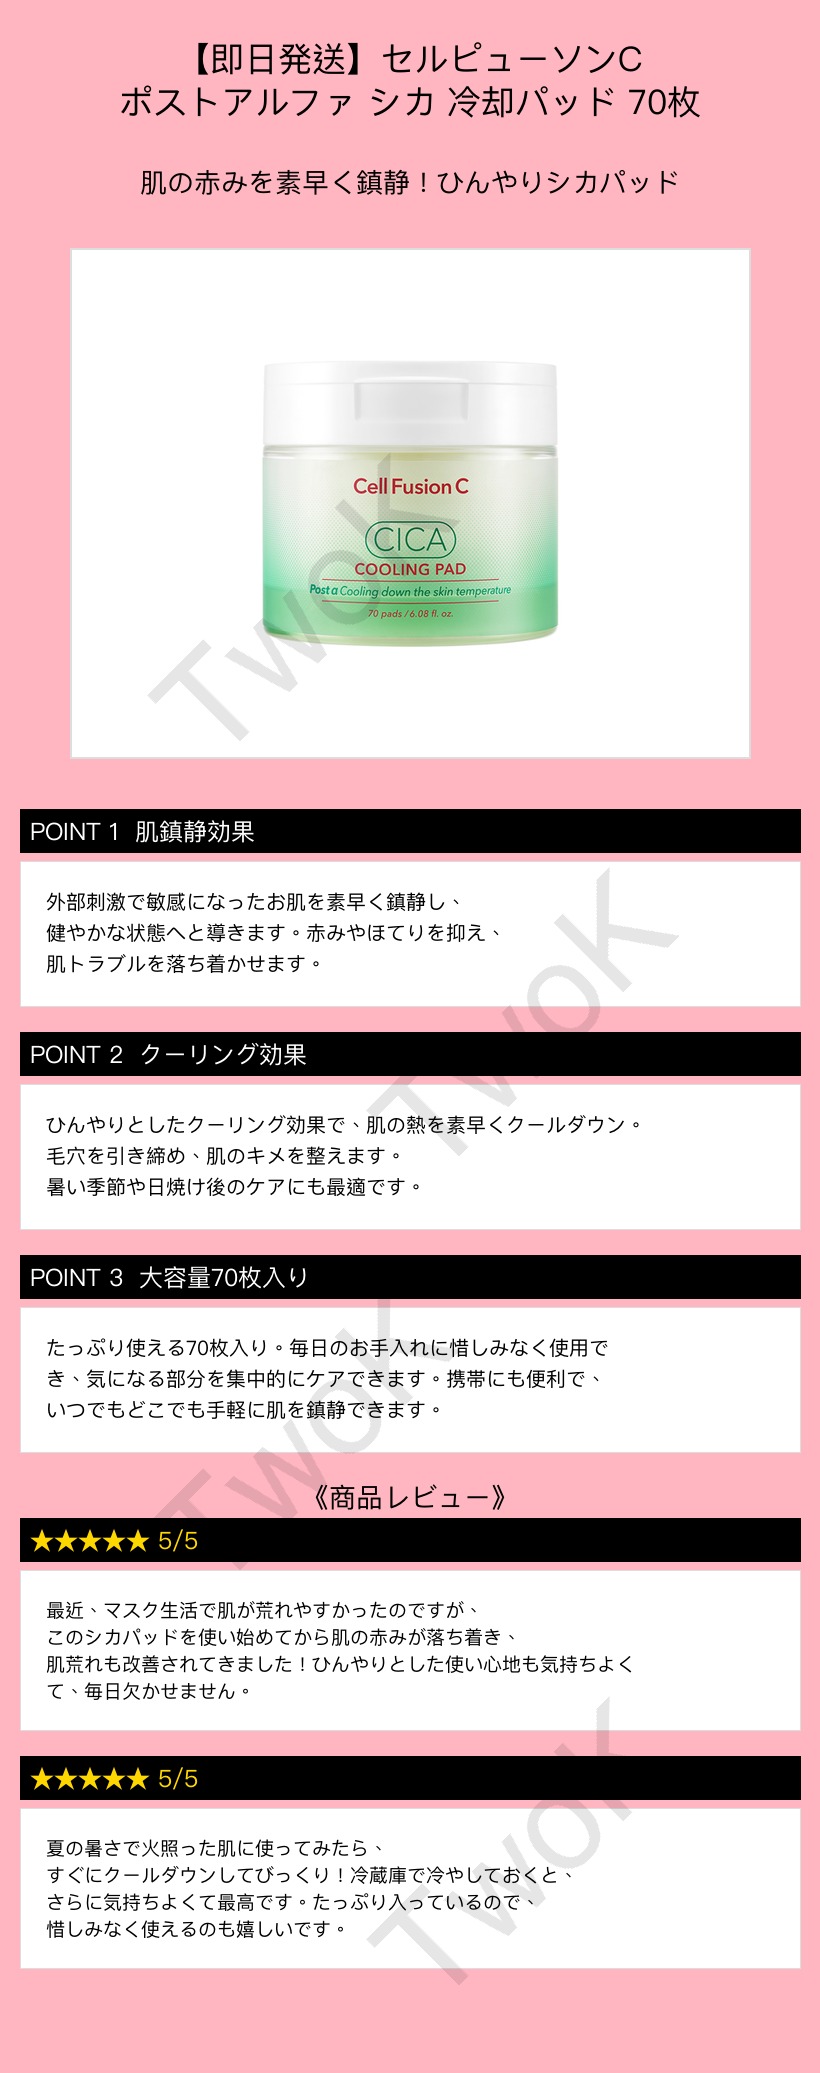 【即日発送】セルピューソンC
ポストアルファ シカ 冷却パッド 70枚
肌の赤みを素早く鎮静！ひんやりシカパッド
Cell Fusion C
CICA
COOLING PAD
Post α Cooling down the skin temperature
70 pads / 6.08 fl. oz.
TwoK
POINT 1 肌鎮静効果
外部刺激で敏感になったお肌を素早く鎮静し、
健やかな状態へと導きます。赤みやほてりを抑え、
肌トラブルを落ち着かせます。
TwoK
POINT 2 クーリング効果
ひんやりとしたクーリング効果で、肌の熱を素早くクールダウン。
毛穴を引き締め、肌のキメを整えます。
暑い季節や日焼け後のケアにも最適です。
POINT 3 大容量70枚入り
たっぷり使える70枚入り。毎日のお手入れに惜しみなく使用で
き、気になる部分を集中的にケアできます。携帯にも便利で、
いつでもどこでも手軽に肌を鎮静できます。
TwoK
《商品レビュー》
★★★★★ 5/5
最近、マスク生活で肌が荒れやすかったのですが、
このシカパッドを使い始めてから肌の赤みが落ち着き、
肌荒れも改善されてきました！ひんやりとした使い心地も気持ちよく
て、毎日欠かせません。
★★★★★ 5/5
夏の暑さで火照った肌に使ってみたら、
すぐにクールダウンしてびっくり！冷蔵庫で冷やしておくと、
さらに気持ちよくて最高です。たっぷり入っているので、
惜しみなく使えるのも嬉しいです。
TwoK